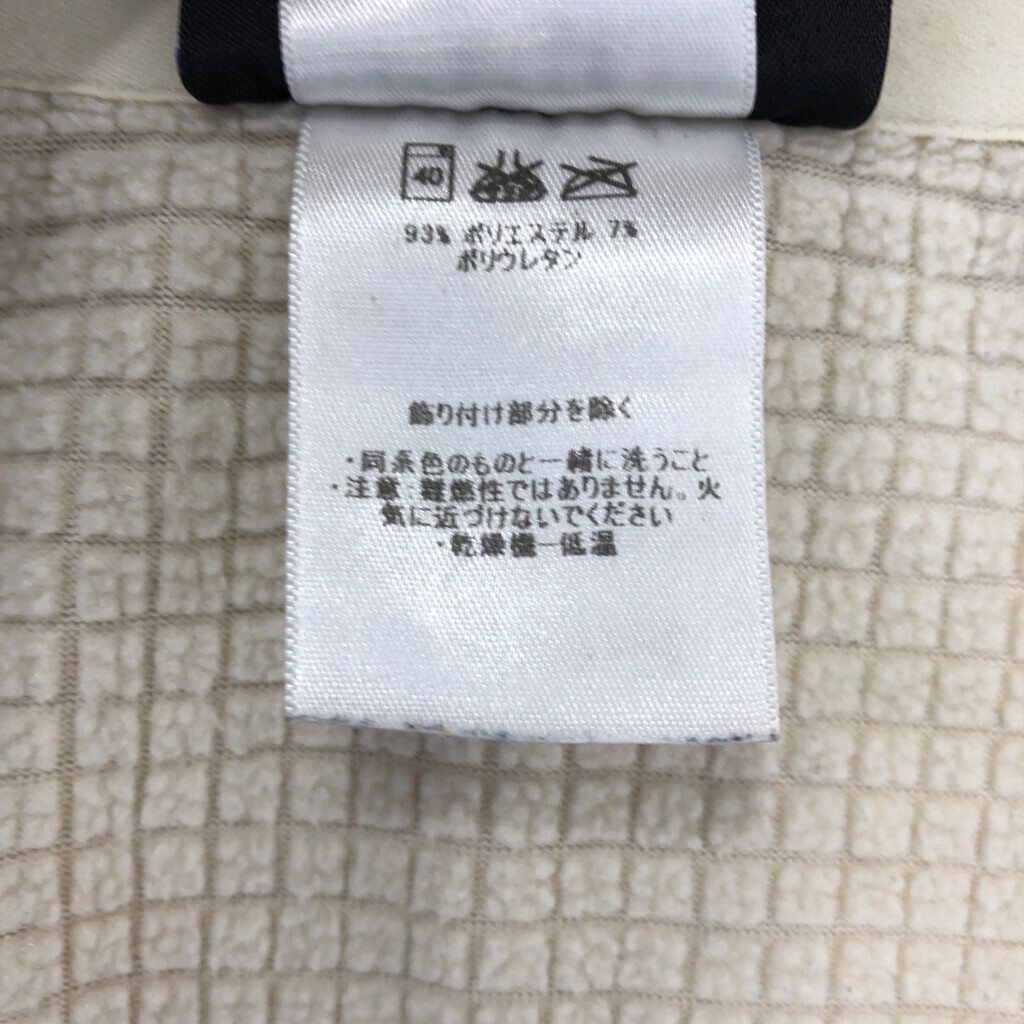 40
93% ポリエステル 7%
ポリウレタン
飾り付け部分を除く
・同系色のものと一緒に洗うこと
・注意：難燃性ではありません。火
気に近づけないでください
・乾燥機－低温